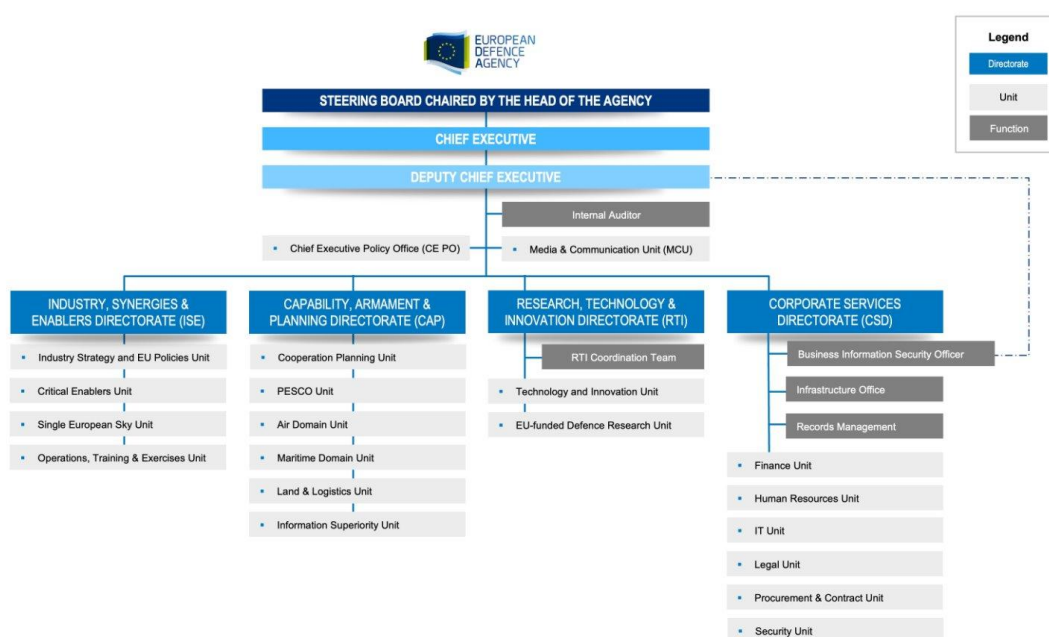 EUROPEAN
DEFENCE
AGENCY
Legend
Directorate
Unit
Function
STEERING BOARD CHAIRED BY THE HEAD OF THE AGENCY
CHIEF EXECUTIVE
DEPUTY CHIEF EXECUTIVE
Internal Auditor
Chief Executive Policy Office (CE PO)
Media & Communication Unit (MCU)
INDUSTRY, SYNERGIES &
ENABLERS DIRECTORATE (ISE)
Industry Strategy and EU Policies Unit
Critical Enablers Unit
Single European Sky Unit
Operations, Training & Exercises Unit
CAPABILITY, ARMAMENT &
PLANNING DIRECTORATE (CAP)
Cooperation Planning Unit
PESCO Unit
Air Domain Unit
Maritime Domain Unit
Land & Logistics Unit
Information Superiority Unit
RESEARCH, TECHNOLOGY &
INNOVATION DIRECTORATE (RTI)
RTI Coordination Team
Technology and Innovation Unit
EU-funded Defence Research Unit
CORPORATE SERVICES
DIRECTORATE (CSD)
Business Information Security Officer
Infrastructure Office
Records Management
Finance Unit
Human Resources Unit
IT Unit
Legal Unit
Procurement & Contract Unit
Security Unit